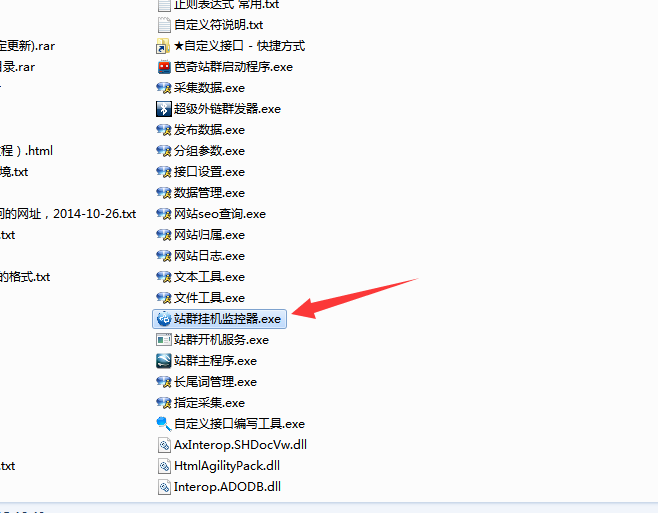 正则表达式 常用.txt
自定义符说明.txt
定更新).rar
★自定义接口 - 快捷方式
目录.rar
芭奇站群启动程序.exe
采集数据.exe
超级外链群发器.exe
发布数据.exe
程）.html
分组参数.exe
境.txt
接口设置.exe
数据管理.exe
问的网址，2014-10-26.txt
网站seo查询.exe
.txt
网站归属.exe
网站日志.exe
的格式.txt
文本工具.exe
文件工具.exe
站群挂机监控器.exe
站群开机服务.exe
站群主程序.exe
长尾词管理.exe
指定采集.exe
自定义接口编写工具.exe
AxInterop.SHDocVw.dll
.txt
HtmlAgilityPack.dll
Interop.ADODB.dll